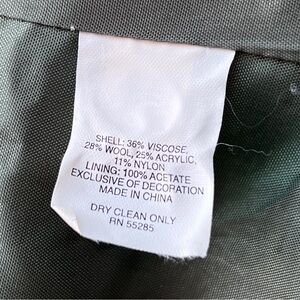 SHELL: 36% VISCOSE,
28% WOOL, 25% ACRYLIC,
11% NYLON
LINING: 100% ACETATE
EXCLUSIVE OF DECORATION
MADE IN CHINA
DRY CLEAN ONLY
RN 55285